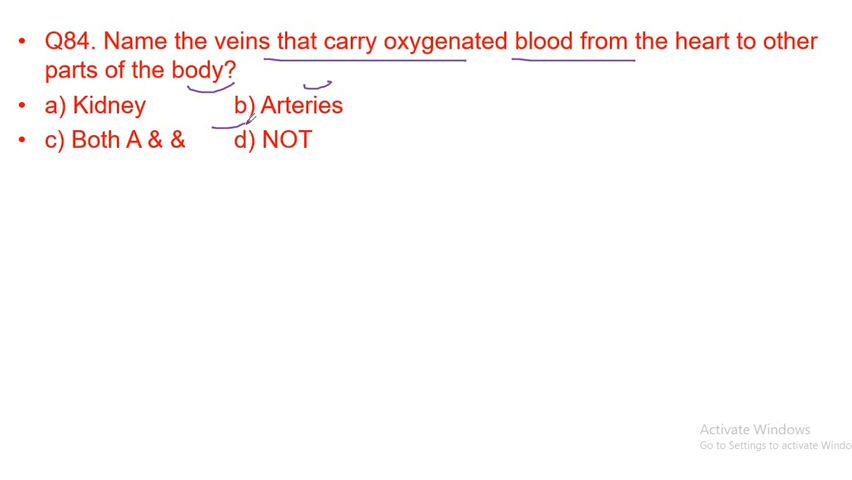 • Q84. Name the veins that carry oxygenated blood from the heart to other
parts of the body?
• a) Kidney b) Arteries
• c) Both A & & d) NOT
Activate Windows
Go to Settings to activate Windo